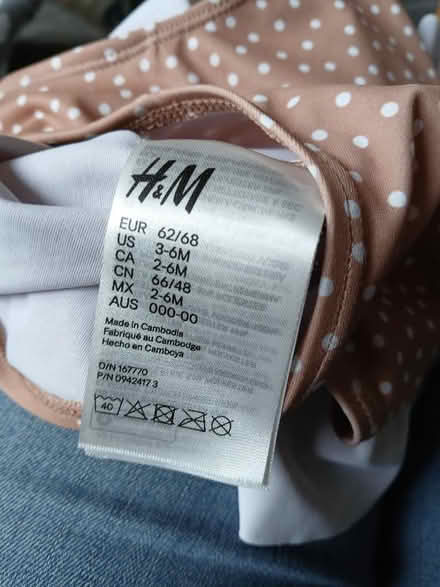 H&M
EUR 62/68
US 3-6M
CA 2-6M
CN 66/48
MX 2-6M
AUS 000-00
Made in Cambodia
Fabriqué au Cambodge
Hecho en Camboya
O/N 167770
P/N 0942417 3
40